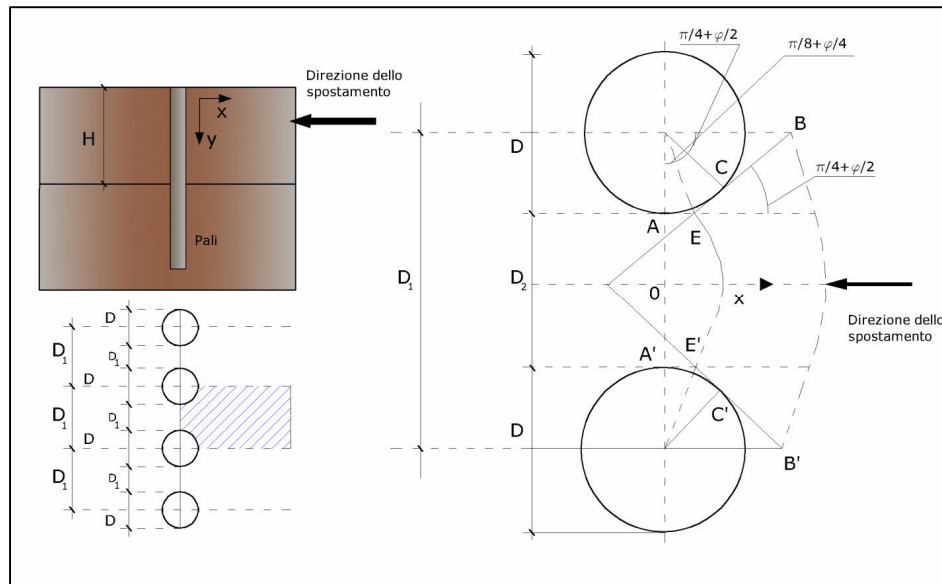 Direzione dello
spostamento
H
x
y
Pali
D
D1
D1
D
D1
D1
D
D1
D1
D
π/4+φ/2
π/8+φ/4
D
B
C
π/4+φ/2
A
E
D1
D2
0
x
Direzione dello
spostamento
E'
A'
C'
D
B'